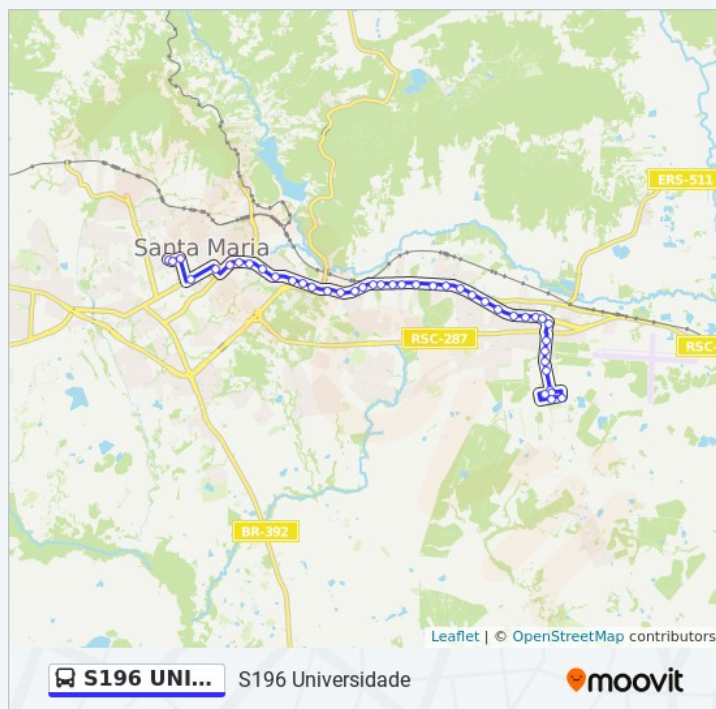 ERS-511
Santa Maria
RSC-287
RSC-
BR-392
Leaflet | © OpenStreetMap contributors
S196 UNI... S196 Universidade
moovit